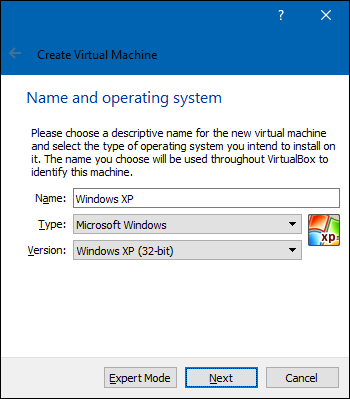 ?
Create Virtual Machine
Name and operating system
Please choose a descriptive name for the new virtual machine
and select the type of operating system you intend to install on
it. The name you choose will be used throughout VirtualBox to
identify this machine.
Name: Windows XP
Type: Microsoft Windows
xp
Version: Windows XP (32-bit)
Expert Mode Next Cancel